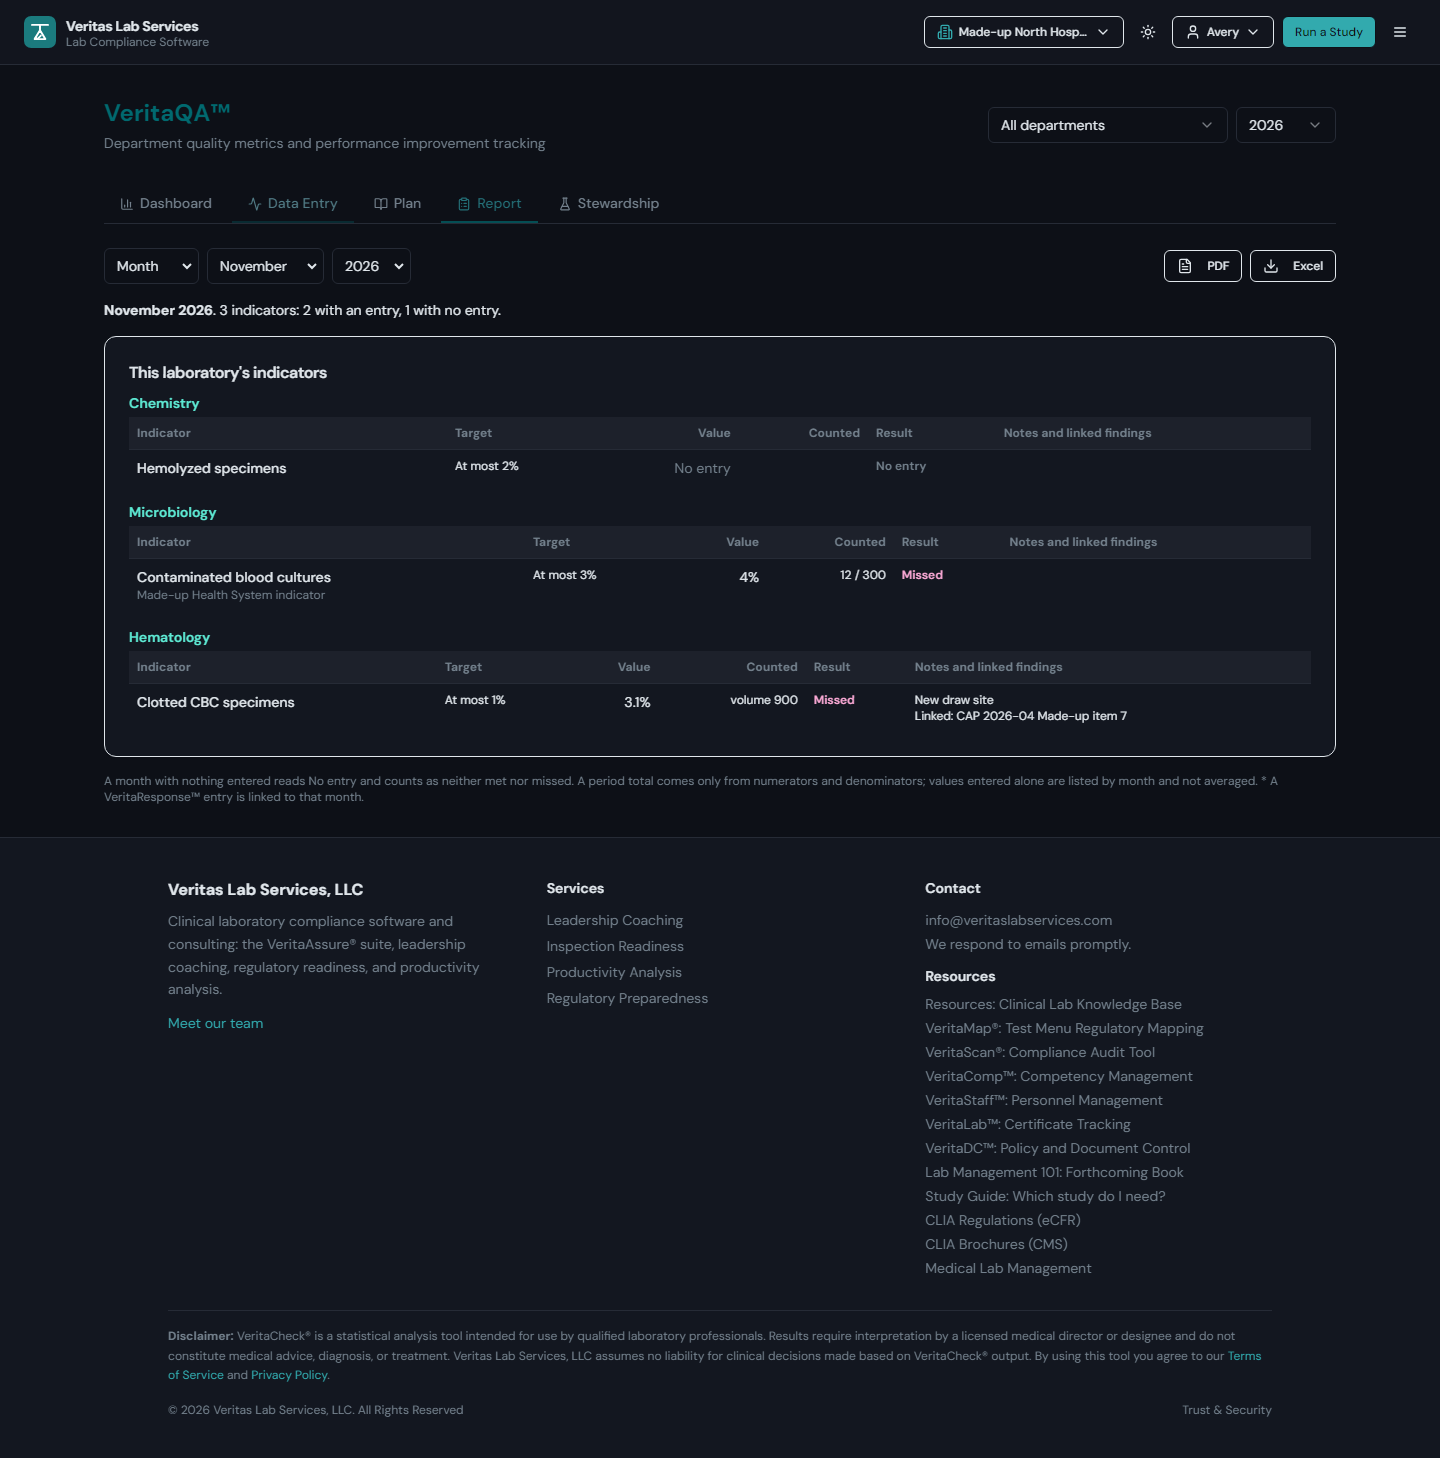 Veritas Lab Services
Lab Compliance Software
Made-up North Hosp...
Avery
Run a Study
VeritaQA™
Department quality metrics and performance improvement tracking
All departments
2026
Dashboard
Data Entry
Plan
Report
Stewardship
Month
November
2026
PDF
Excel
November 2026. 3 indicators: 2 with an entry, 1 with no entry.
This laboratory's indicators
Chemistry
Indicator Target Value Counted Result Notes and linked findings
Hemolyzed specimens At most 2% No entry No entry
Microbiology
Indicator Target Value Counted Result Notes and linked findings
Contaminated blood cultures At most 3% 4% 12 / 300 Missed
Made-up Health System indicator
Hematology
Indicator Target Value Counted Result Notes and linked findings
Clotted CBC specimens At most 1% 3.1% volume 900 Missed New draw site
Linked: CAP 2026-04 Made-up item 7
A month with nothing entered reads No entry and counts as neither met nor missed. A period total comes only from numerators and denominators; values entered alone are listed by month and not averaged. * A
VeritaResponse™ entry is linked to that month.
Veritas Lab Services, LLC
Clinical laboratory compliance software and
consulting: the VeritaAssure® suite, leadership
coaching, regulatory readiness, and productivity
analysis.
Meet our team
Services
Leadership Coaching
Inspection Readiness
Productivity Analysis
Regulatory Preparedness
Contact
info@veritaslabservices.com
We respond to emails promptly.
Resources
Resources: Clinical Lab Knowledge Base
VeritaMap®: Test Menu Regulatory Mapping
VeritaScan®: Compliance Audit Tool
VeritaComp™: Competency Management
VeritaStaff™: Personnel Management
VeritaLab™: Certificate Tracking
VeritaDC™: Policy and Document Control
Lab Management 101: Forthcoming Book
Study Guide: Which study do I need?
CLIA Regulations (eCFR)
CLIA Brochures (CMS)
Medical Lab Management
Disclaimer: VeritaCheck® is a statistical analysis tool intended for use by qualified laboratory professionals. Results require interpretation by a licensed medical director or designee and do not
constitute medical advice, diagnosis, or treatment. Veritas Lab Services, LLC assumes no liability for clinical decisions made based on VeritaCheck® output. By using this tool you agree to our Terms
of Service and Privacy Policy.
© 2026 Veritas Lab Services, LLC. All Rights Reserved
Trust & Security